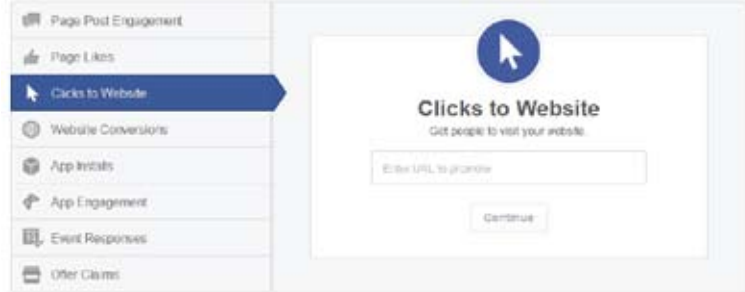 Page Post Engagement
Page Likes
Clicks to Website
Website Conversions
App Installs
App Engagement
Event Responses
Offer Claims
Clicks to Website
Get people to visit your website.
Enter URL to promote
Continue